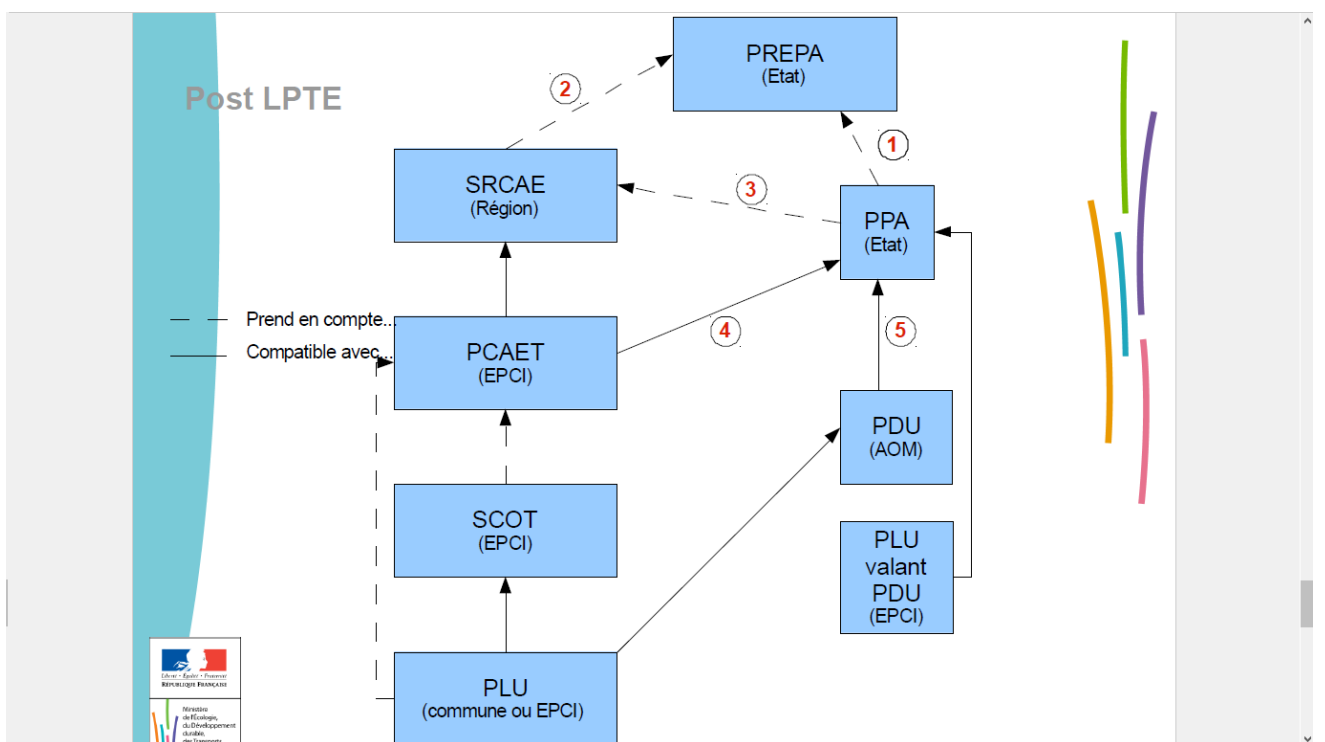 Post LPTE
PREPA
(Etat)
2
1
SRCAE
(Région)
3
PPA
(Etat)
Prend en compte...
Compatible avec...
PCAET
(EPCI)
4
5
PDU
(AOM)
SCOT
(EPCI)
PLU
valant
PDU
(EPCI)
PLU
(commune ou EPCI)
Liberté • Égalité • Fraternité
RÉPUBLIQUE FRANÇAISE
Ministère
de l'Écologie,
du Développement
durable,
des Transports